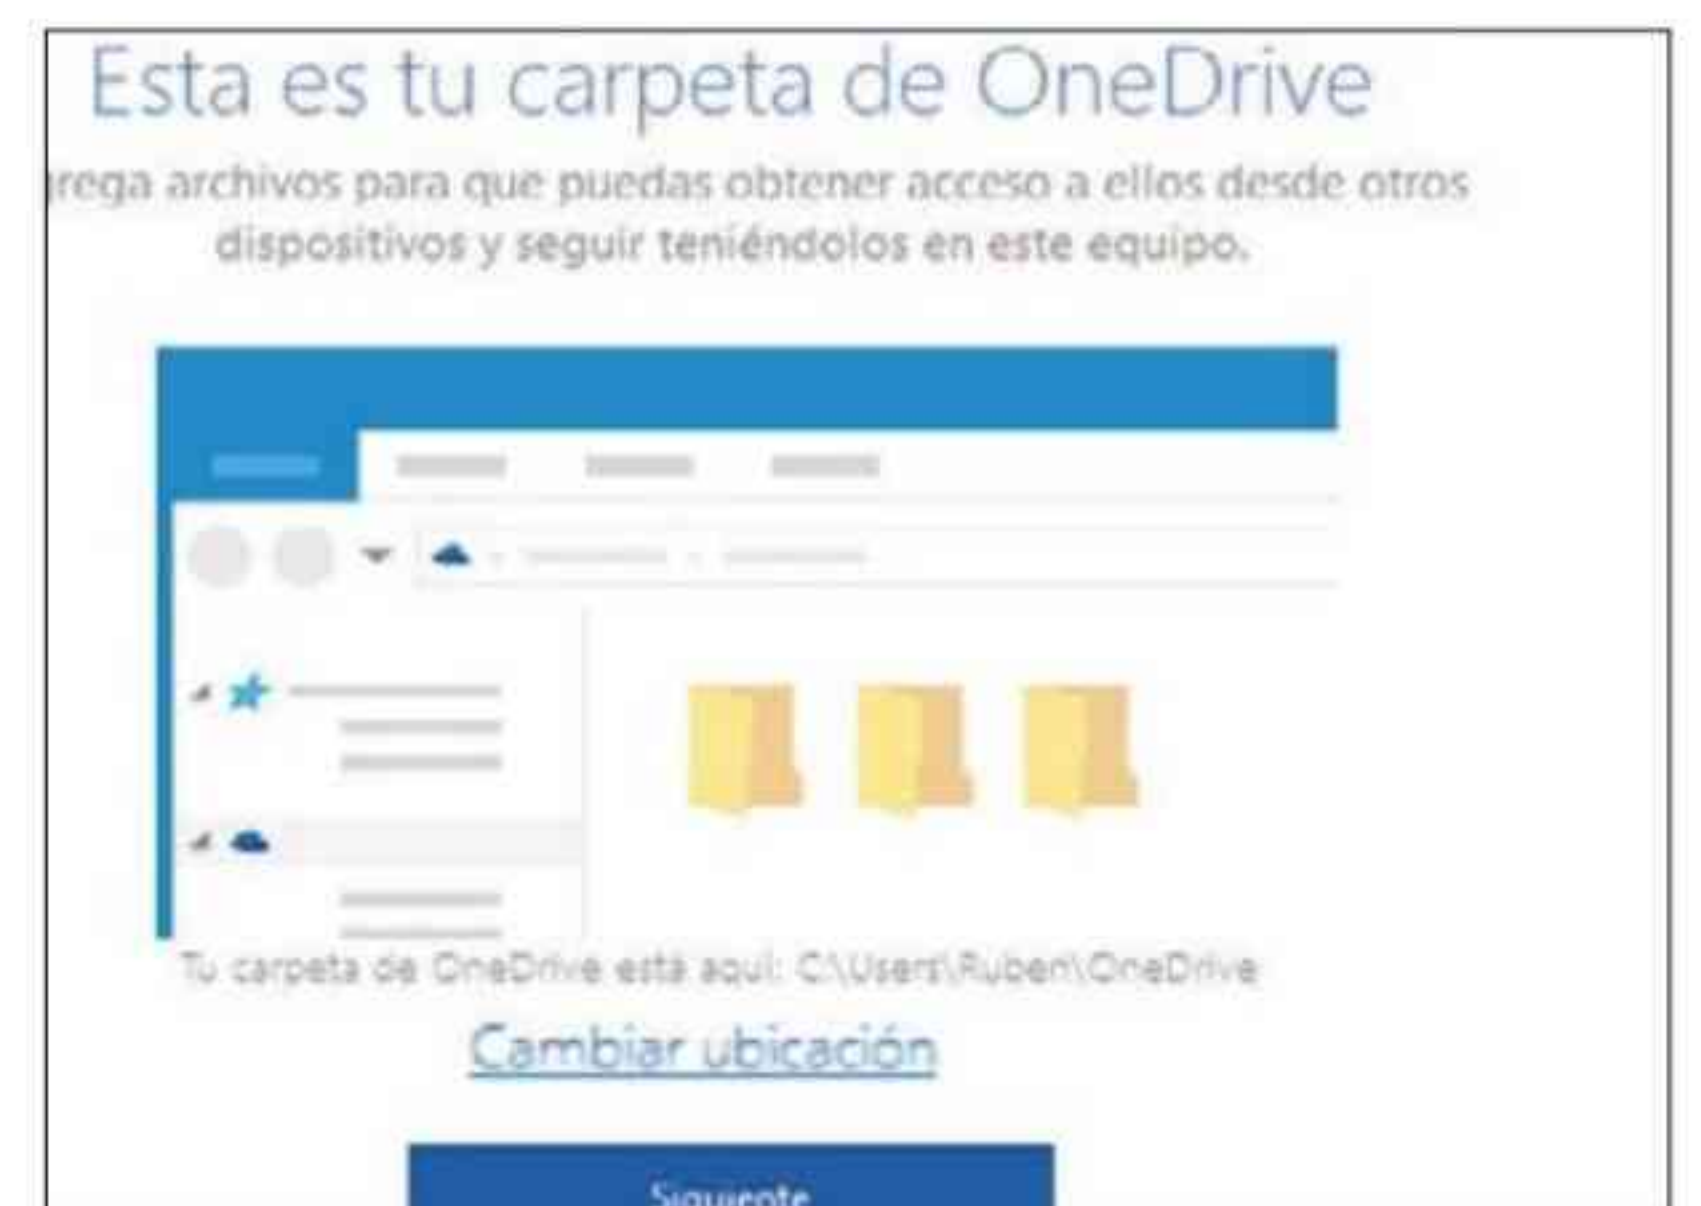 Esta es tu carpeta de OneDrive
rega archivos para que puedas obtener acceso a ellos desde otros
dispositivos y seguir teniéndolos en este equipo.
Tu carpeta de OneDrive está aquí: C:\Users\Ruben\OneDrive
Cambiar ubicación
Siguiente